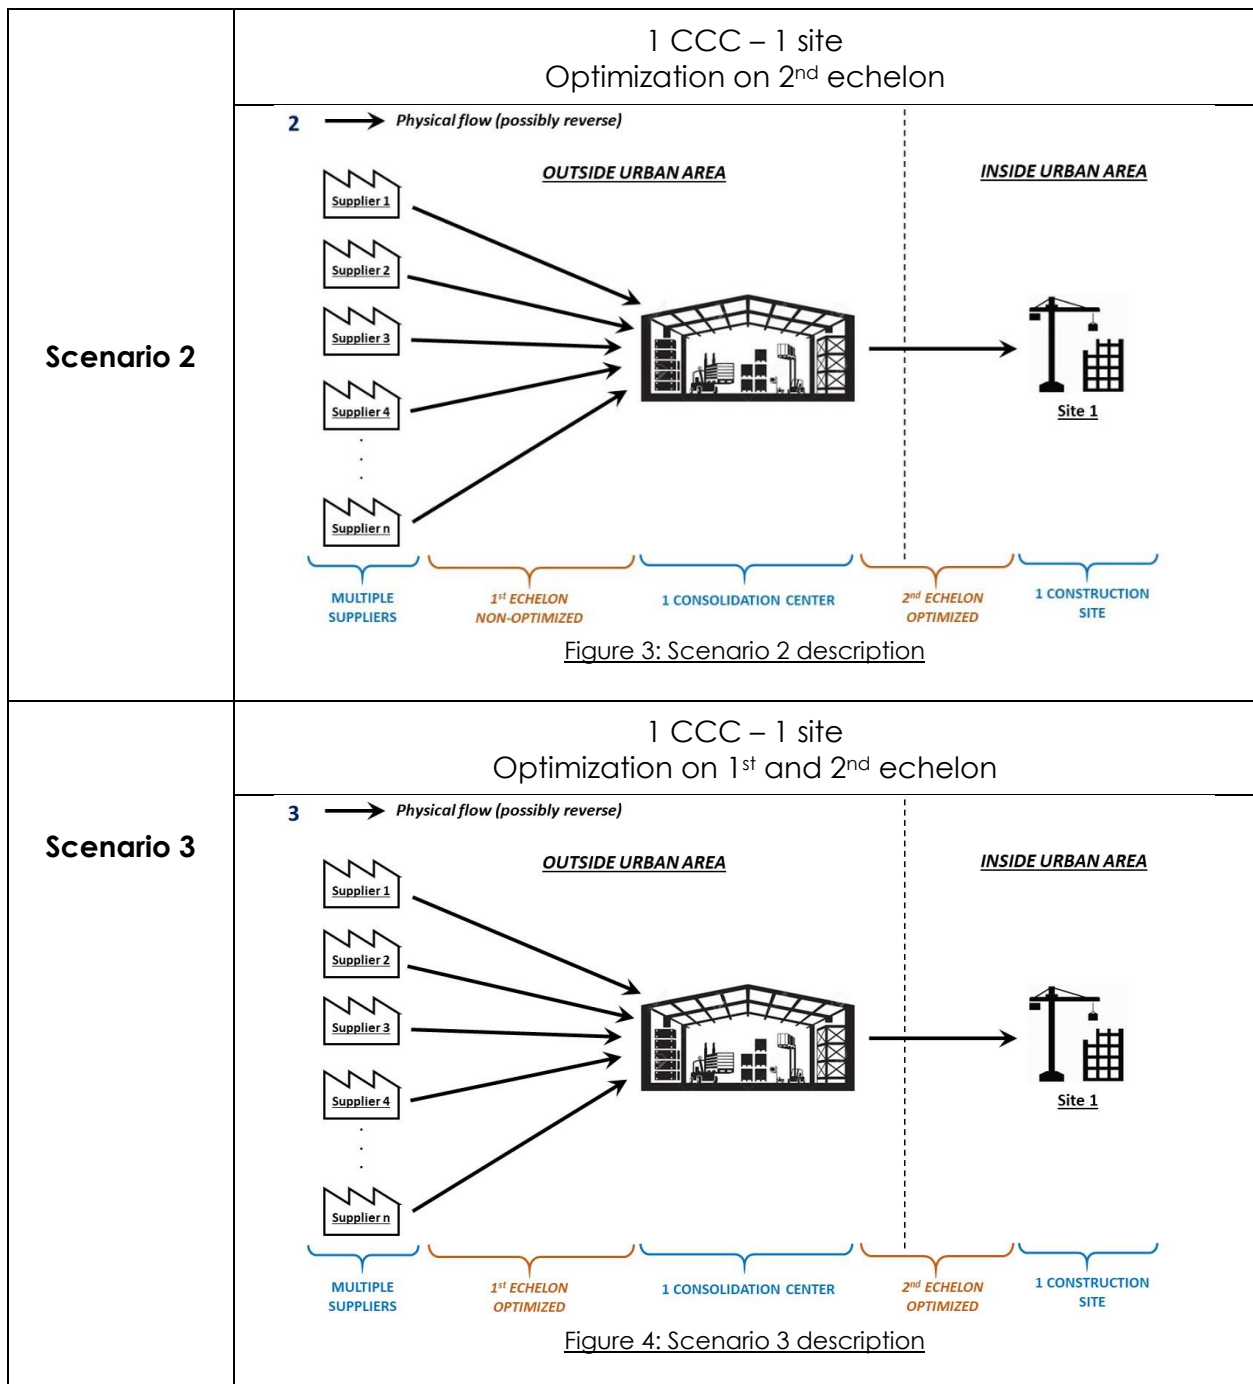 1 CCC – 1 site
Optimization on 2nd echelon
Scenario 2
2 Physical flow (possibly reverse)
OUTSIDE URBAN AREA
INSIDE URBAN AREA
Supplier 1
Supplier 2
Supplier 3
Supplier 4
.
.
.
Supplier n
Site 1
MULTIPLE
SUPPLIERS
1st ECHELON
NON-OPTIMIZED
1 CONSOLIDATION CENTER
2nd ECHELON
OPTIMIZED
1 CONSTRUCTION
SITE
Figure 3: Scenario 2 description
1 CCC – 1 site
Optimization on 1st and 2nd echelon
Scenario 3
3 Physical flow (possibly reverse)
OUTSIDE URBAN AREA
INSIDE URBAN AREA
Supplier 1
Supplier 2
Supplier 3
Supplier 4
.
.
.
Supplier n
Site 1
MULTIPLE
SUPPLIERS
1st ECHELON
OPTIMIZED
1 CONSOLIDATION CENTER
2nd ECHELON
OPTIMIZED
1 CONSTRUCTION
SITE
Figure 4: Scenario 3 description